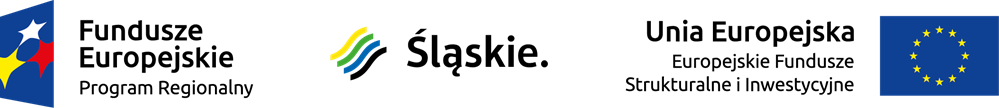 Fundusze
Europejskie
Program Regionalny
Śląskie.
Unia Europejska
Europejskie Fundusze
Strukturalne i Inwestycyjne